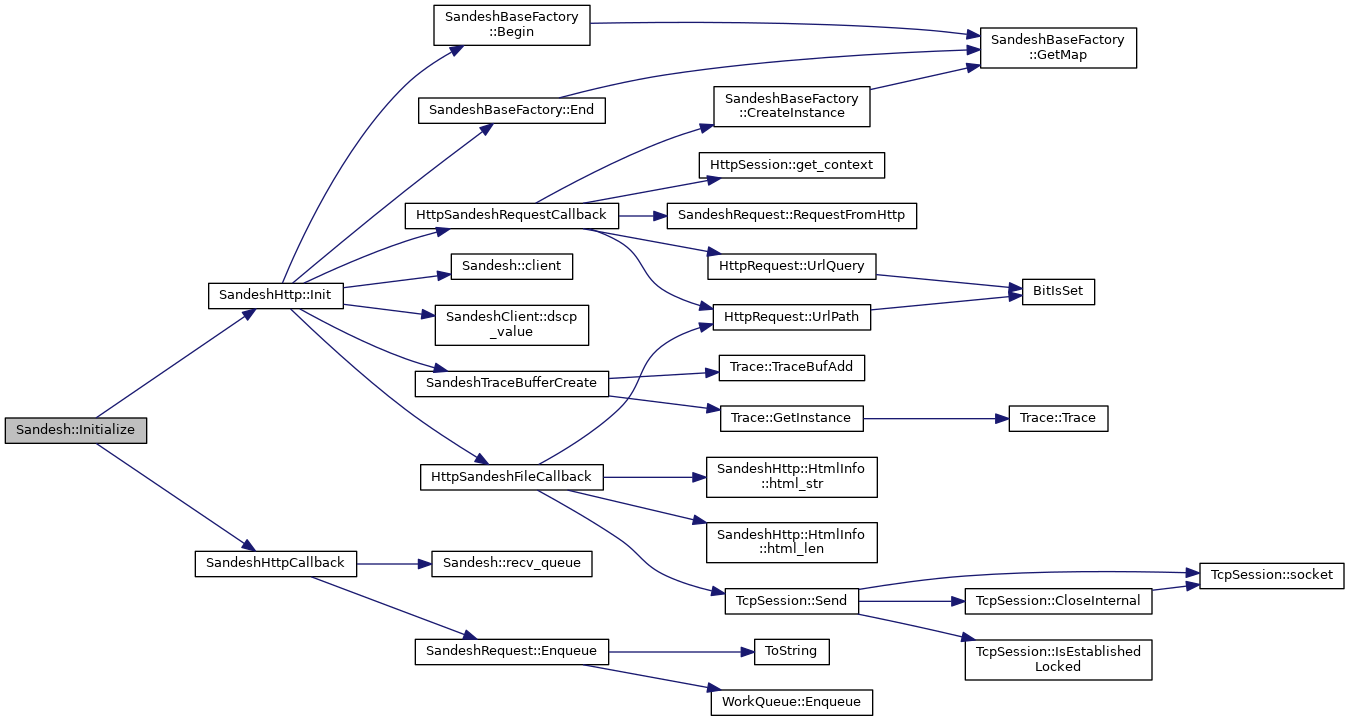 SandeshBaseFactory
::Begin
SandeshBaseFactory
::GetMap
SandeshBaseFactory::End
SandeshBaseFactory
::CreateInstance
HttpSession::get_context
HttpSandeshRequestCallback
SandeshRequest::RequestFromHttp
Sandesh::client
HttpRequest::UrlQuery
BitIsSet
SandeshHttp::Init
SandeshClient::dscp
_value
HttpRequest::UrlPath
Trace::TraceBufAdd
SandeshTraceBufferCreate
Trace::GetInstance
Trace::Trace
Sandesh::Initialize
HttpSandeshFileCallback
SandeshHttp::HtmlInfo
::html_str
SandeshHttp::HtmlInfo
::html_len
SandeshHttpCallback
Sandesh::recv_queue
TcpSession::socket
TcpSession::Send
TcpSession::CloseInternal
SandeshRequest::Enqueue
ToString
TcpSession::IsEstablished
Locked
WorkQueue::Enqueue